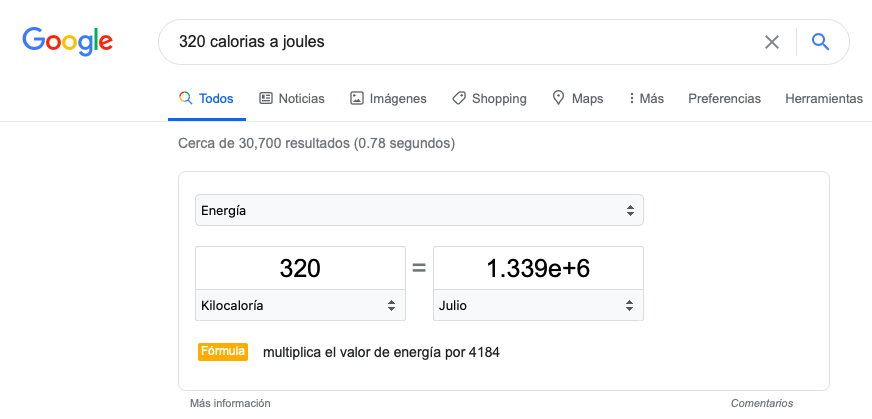 Google 320 calorias a joules
Todos Noticias Imágenes Shopping Maps Más Preferencias Herramientas
Cerca de 30,700 resultados (0.78 segundos)
Energía
320 = 1.339e+6
Kilocaloría Julio
Fórmula multiplica el valor de energía por 4184
Más información Comentarios